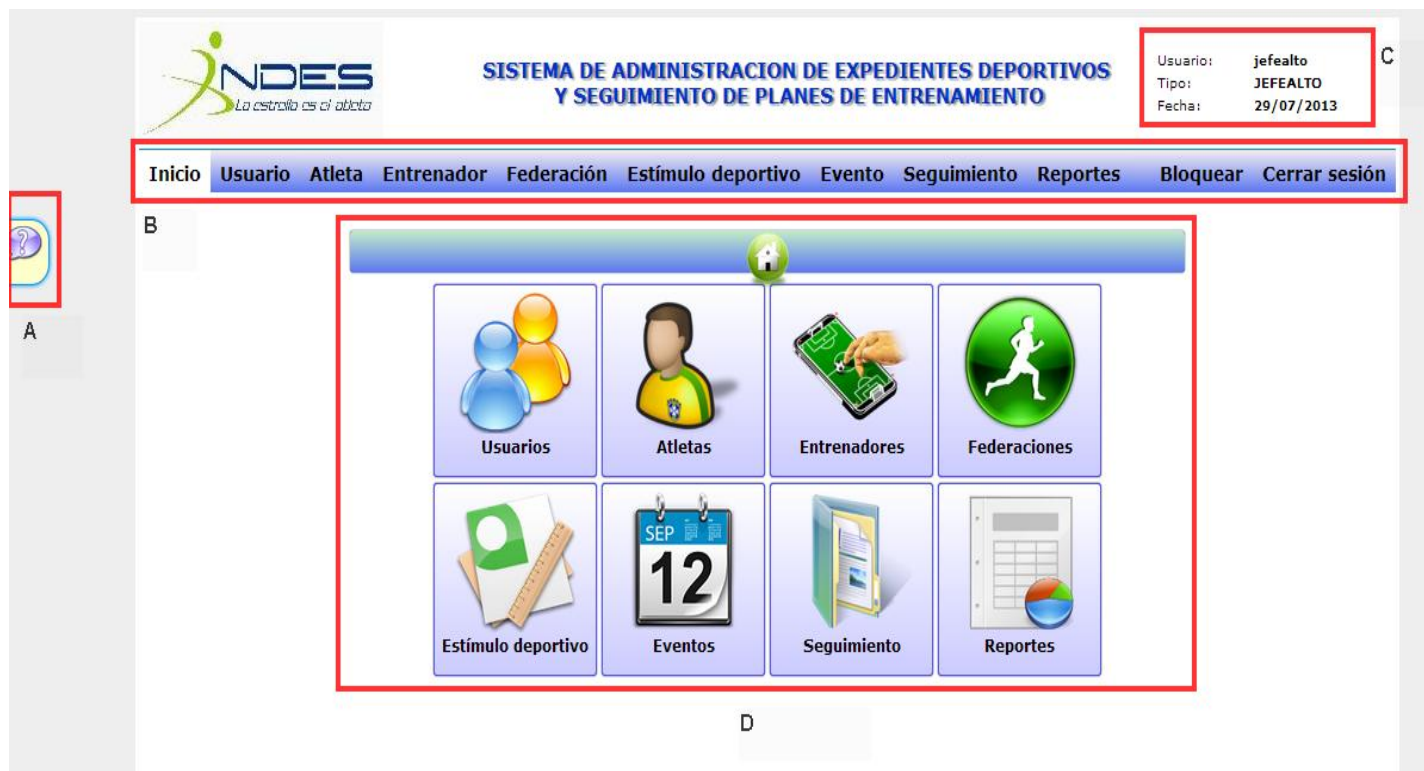 INDES
La estrella es el atleta
SISTEMA DE ADMINISTRACION DE EXPEDIENTES DEPORTIVOS
Y SEGUIMIENTO DE PLANES DE ENTRENAMIENTO
Usuario: jefealto
Tipo: JEFEALTO
Fecha: 29/07/2013
C
Inicio Usuario Atleta Entrenador Federación Estímulo deportivo Evento Seguimiento Reportes Bloquear Cerrar sesión
B
?
A
Usuarios Atletas Entrenadores Federaciones
SEP
12
Estímulo deportivo Eventos Seguimiento Reportes
D